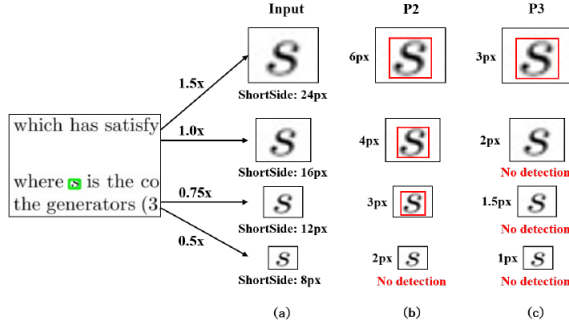 Input P2 P3
1.5x
S
6px
S
3px
S
ShortSide: 24px
which has satisfy
1.0x
S
4px
S
2px
S
ShortSide: 16px
No detection
where s is the co
the generators (3
0.75x
S
3px
S
1.5px
S
ShortSide: 12px
No detection
0.5x
S
2px
S
1px
S
ShortSide: 8px
No detection
No detection
(a) (b) (c)